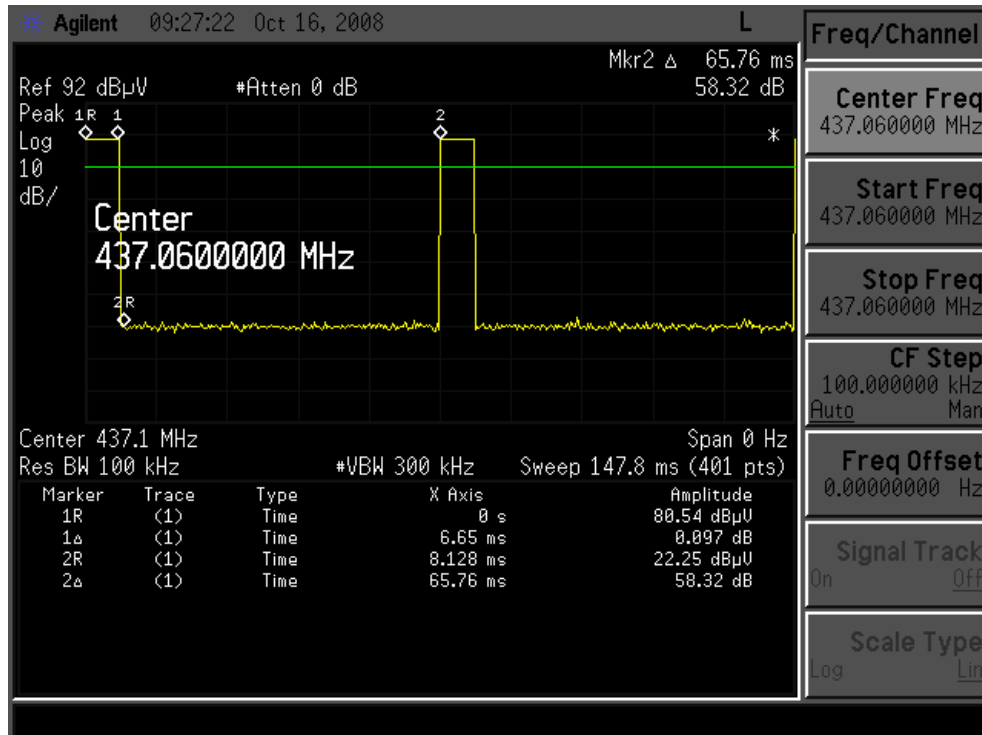 Agilent 09:27:22 Oct 16, 2008 L
Freq/Channel
Mkr2 Δ 65.76 ms
Ref 92 dBµV #Atten 0 dB 58.32 dB
Peak
Log
10
dB/
1R 1 2
*
Center
437.0600000 MHz
2R
Center 437.1 MHz Span 0 Hz
Res BW 100 kHz #VBW 300 kHz Sweep 147.8 ms (401 pts)
Marker Trace Type X Axis Amplitude
1R (1) Time 0 s 80.54 dBµV
1Δ (1) Time 6.65 ms 0.097 dB
2R (1) Time 8.128 ms 22.25 dBµV
2Δ (1) Time 65.76 ms 58.32 dB
Center Freq
437.060000 MHz
Start Freq
437.060000 MHz
Stop Freq
437.060000 MHz
CF Step
100.000000 kHz
Auto Man
Freq Offset
0.00000000 Hz
Signal Track
On Off
Scale Type
Log Lin